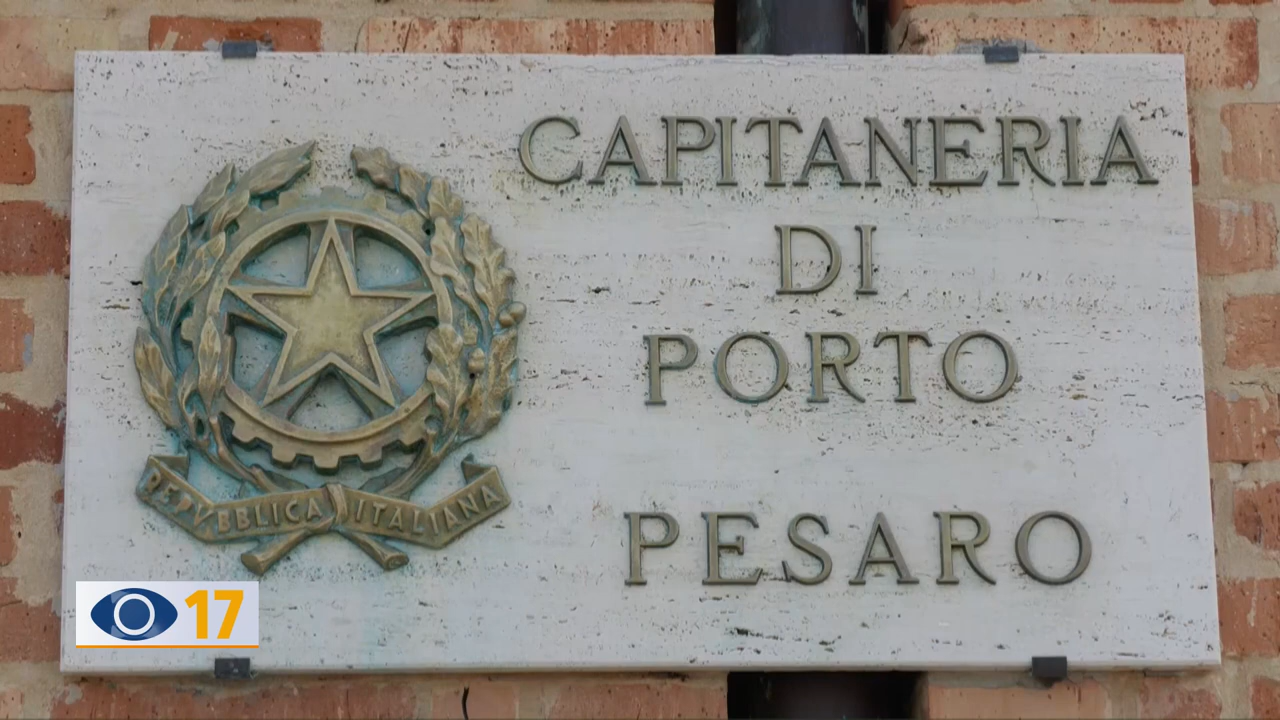 CAPITANERIA
DI
PORTO
PESARO
REPVBBLICA ITALIANA
17